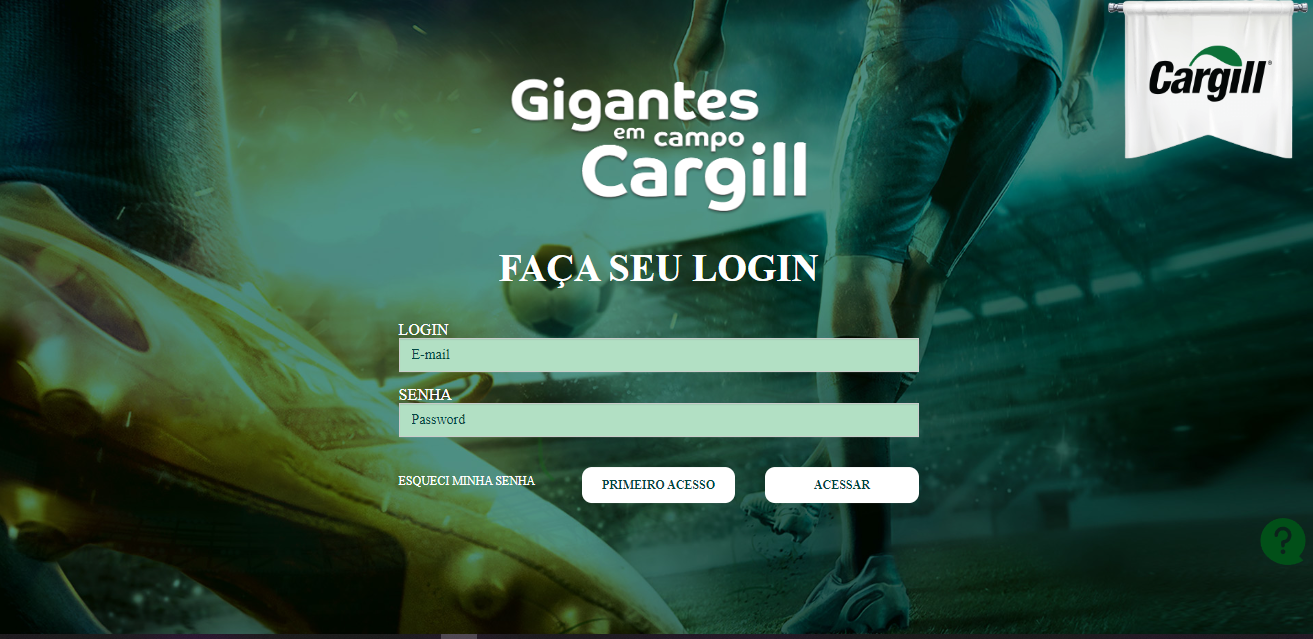 Gigantes
em campo
Cargill
Cargill®
FAÇA SEU LOGIN
LOGIN
E-mail
SENHA
Password
ESQUECI MINHA SENHA
PRIMEIRO ACESSO
ACESSAR
?